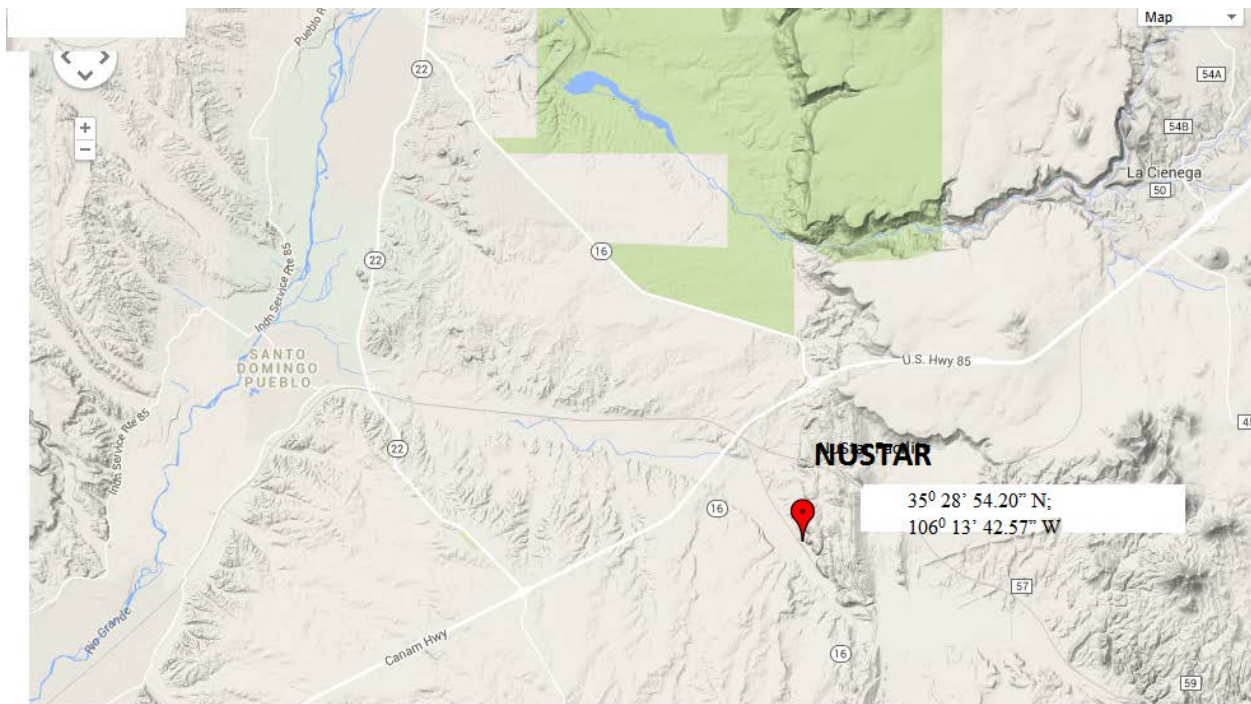 Map
Pueblo R
22
54A
54B
La Cienega
50
16
22
Indn Service Rte 85
SANTO
DOMINGO
PUEBLO
U.S. Hwy 85
Indn Service Rte 85
22
NUSTAR
16
35⁰ 28’ 54.20” N;
106⁰ 13’ 42.57” W
57
Rio Grande
Canam Hwy
16
59